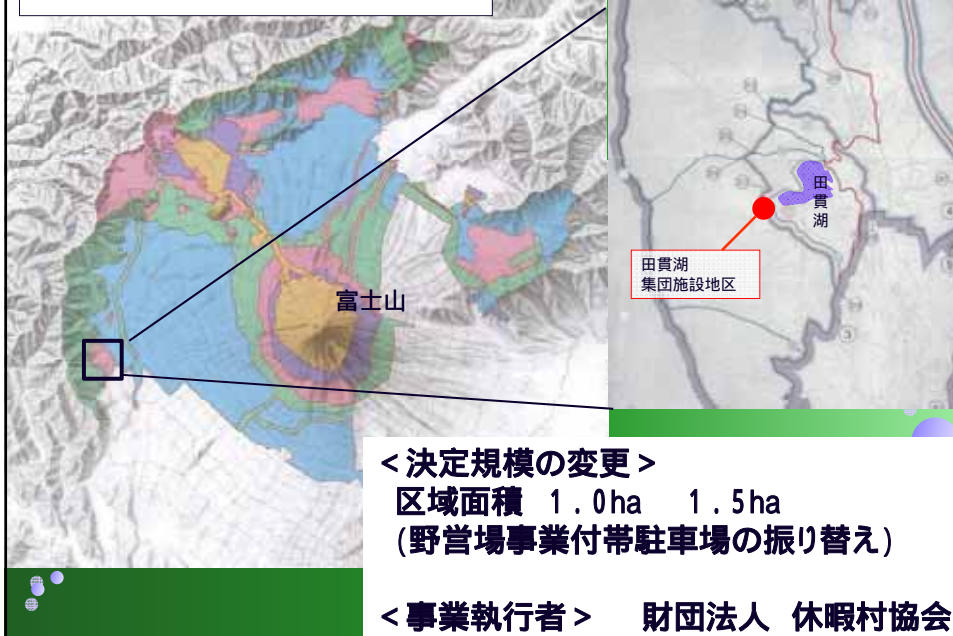 富士山
田貫湖
田貫湖
集団施設地区
<決定規模の変更>
区域面積 1.0ha 1.5ha
(野営場事業付帯駐車場の振り替え)
<事業執行者> 財団法人 休暇村協会